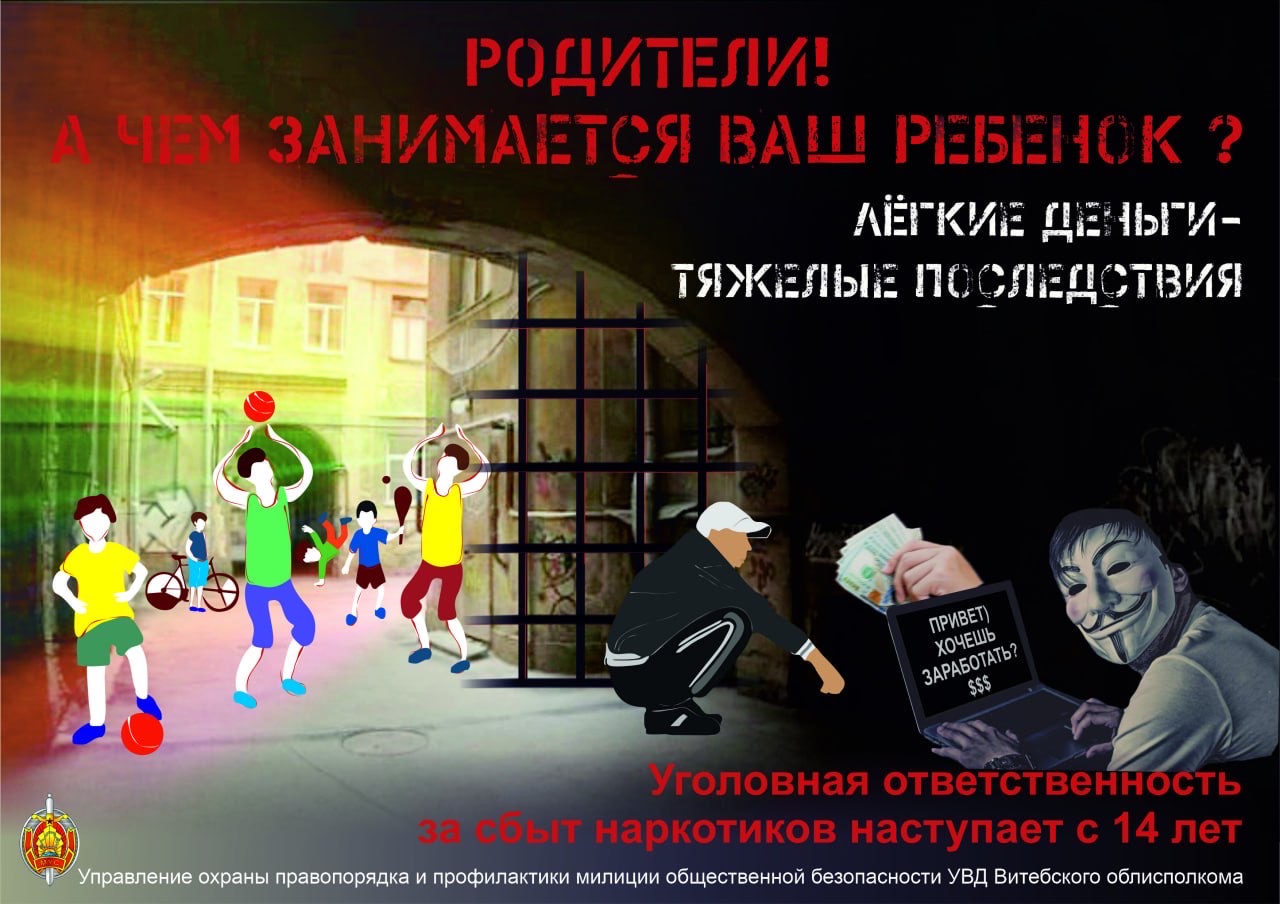 РОДИТЕЛИ!
А ЧЕМ ЗАНИМАЕТСЯ ВАШ РЕБЕНОК ?
ЛЁГКИЕ ДЕНЬГИ-
ТЯЖЕЛЫЕ ПОСЛЕДСТВИЯ
ПРИВЕТ)
ХОЧЕШЬ
ЗАРАБОТАТЬ?
$$$
Уголовная ответственность
за сбыт наркотиков наступает с 14 лет
МУС
Управление охраны правопорядка и профилактики милиции общественной безопасности УВД Витебского облисполкома